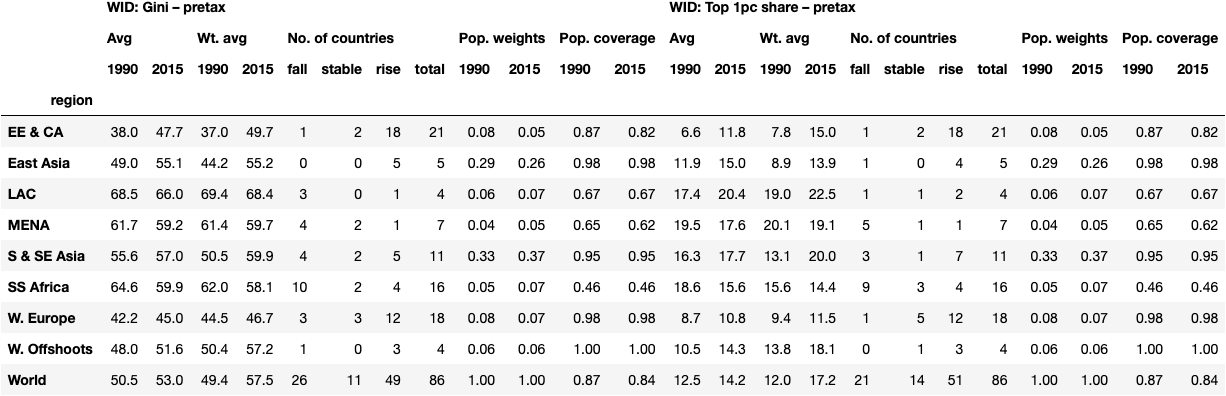 WID: Gini – pretax WID: Top 1pc share – pretax
Avg Wt. avg No. of countries Pop. weights Pop. coverage Avg Wt. avg No. of countries Pop. weights Pop. coverage
1990 2015 1990 2015 fall stable rise total 1990 2015 1990 2015 1990 2015 1990 2015 fall stable rise total 1990 2015 1990 2015
region
EE & CA 38.0 47.7 37.0 49.7 1 2 18 21 0.08 0.05 0.87 0.82 6.6 11.8 7.8 15.0 1 2 18 21 0.08 0.05 0.87 0.82
East Asia 49.0 55.1 44.2 55.2 0 0 5 5 0.29 0.26 0.98 0.98 11.9 15.0 8.9 13.9 1 0 4 5 0.29 0.26 0.98 0.98
LAC 68.5 66.0 69.4 68.4 3 0 1 4 0.06 0.07 0.67 0.67 17.4 20.4 19.0 22.5 1 1 2 4 0.06 0.07 0.67 0.67
MENA 61.7 59.2 61.4 59.7 4 2 1 7 0.04 0.05 0.65 0.62 19.5 17.6 20.1 19.1 5 1 1 7 0.04 0.05 0.65 0.62
S & SE Asia 55.6 57.0 50.5 59.9 4 2 5 11 0.33 0.37 0.95 0.95 16.3 17.7 13.1 20.0 3 1 7 11 0.33 0.37 0.95 0.95
SS Africa 64.6 59.9 62.0 58.1 10 2 4 16 0.05 0.07 0.46 0.46 18.6 15.6 15.6 14.4 9 3 4 16 0.05 0.07 0.46 0.46
W. Europe 42.2 45.0 44.5 46.7 3 3 12 18 0.08 0.07 0.98 0.98 8.7 10.8 9.4 11.5 1 5 12 18 0.08 0.07 0.98 0.98
W. Offshoots 48.0 51.6 50.4 57.2 1 0 3 4 0.06 0.06 1.00 1.00 10.5 14.3 13.8 18.1 0 1 3 4 0.06 0.06 1.00 1.00
World 50.5 53.0 49.4 57.5 26 11 49 86 1.00 1.00 0.87 0.84 12.5 14.2 12.0 17.2 21 14 51 86 1.00 1.00 0.87 0.84